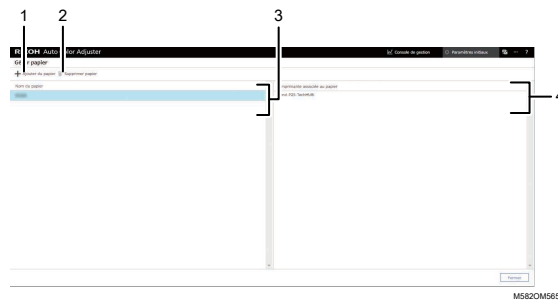 1 2 3
RICOH Auto Color Adjuster Console de gestion Paramètres initiaux ?
Gérer papier
Ajouter du papier Supprimer papier
Nom du papier
Imprimante associée au papier
4
Fermer
M582OM565